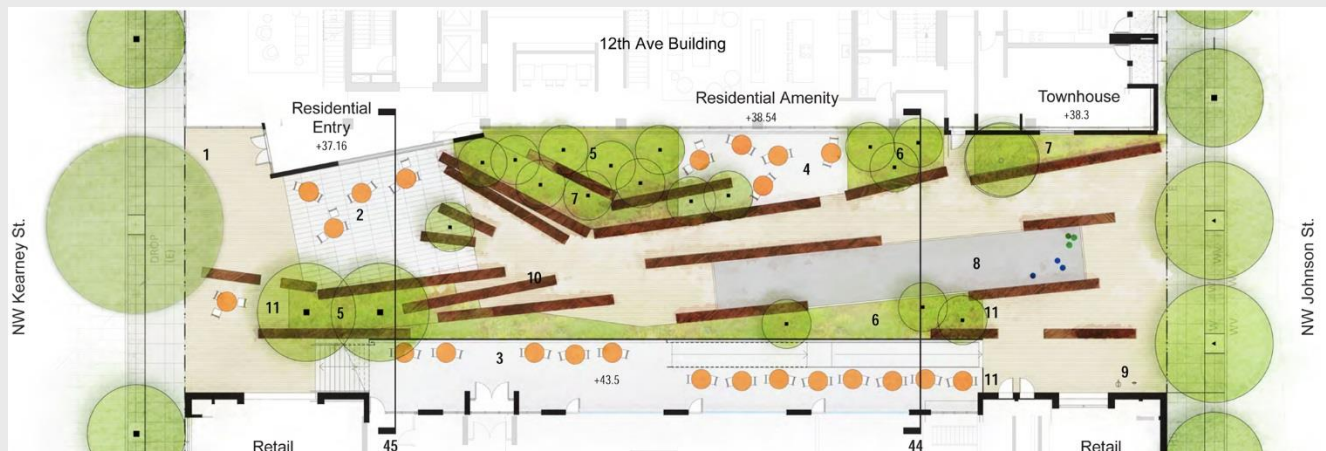 12th Ave Building
Residential
Entry
+37.16
Residential Amenity
+38.54
Townhouse
+38.3
NW Kearney St.
NW Johnson St.
1
2
5
7
4
6
7
DROP
10
8
11
5
6
11
3
+43.5
11
9
Retail
45
44
Retail